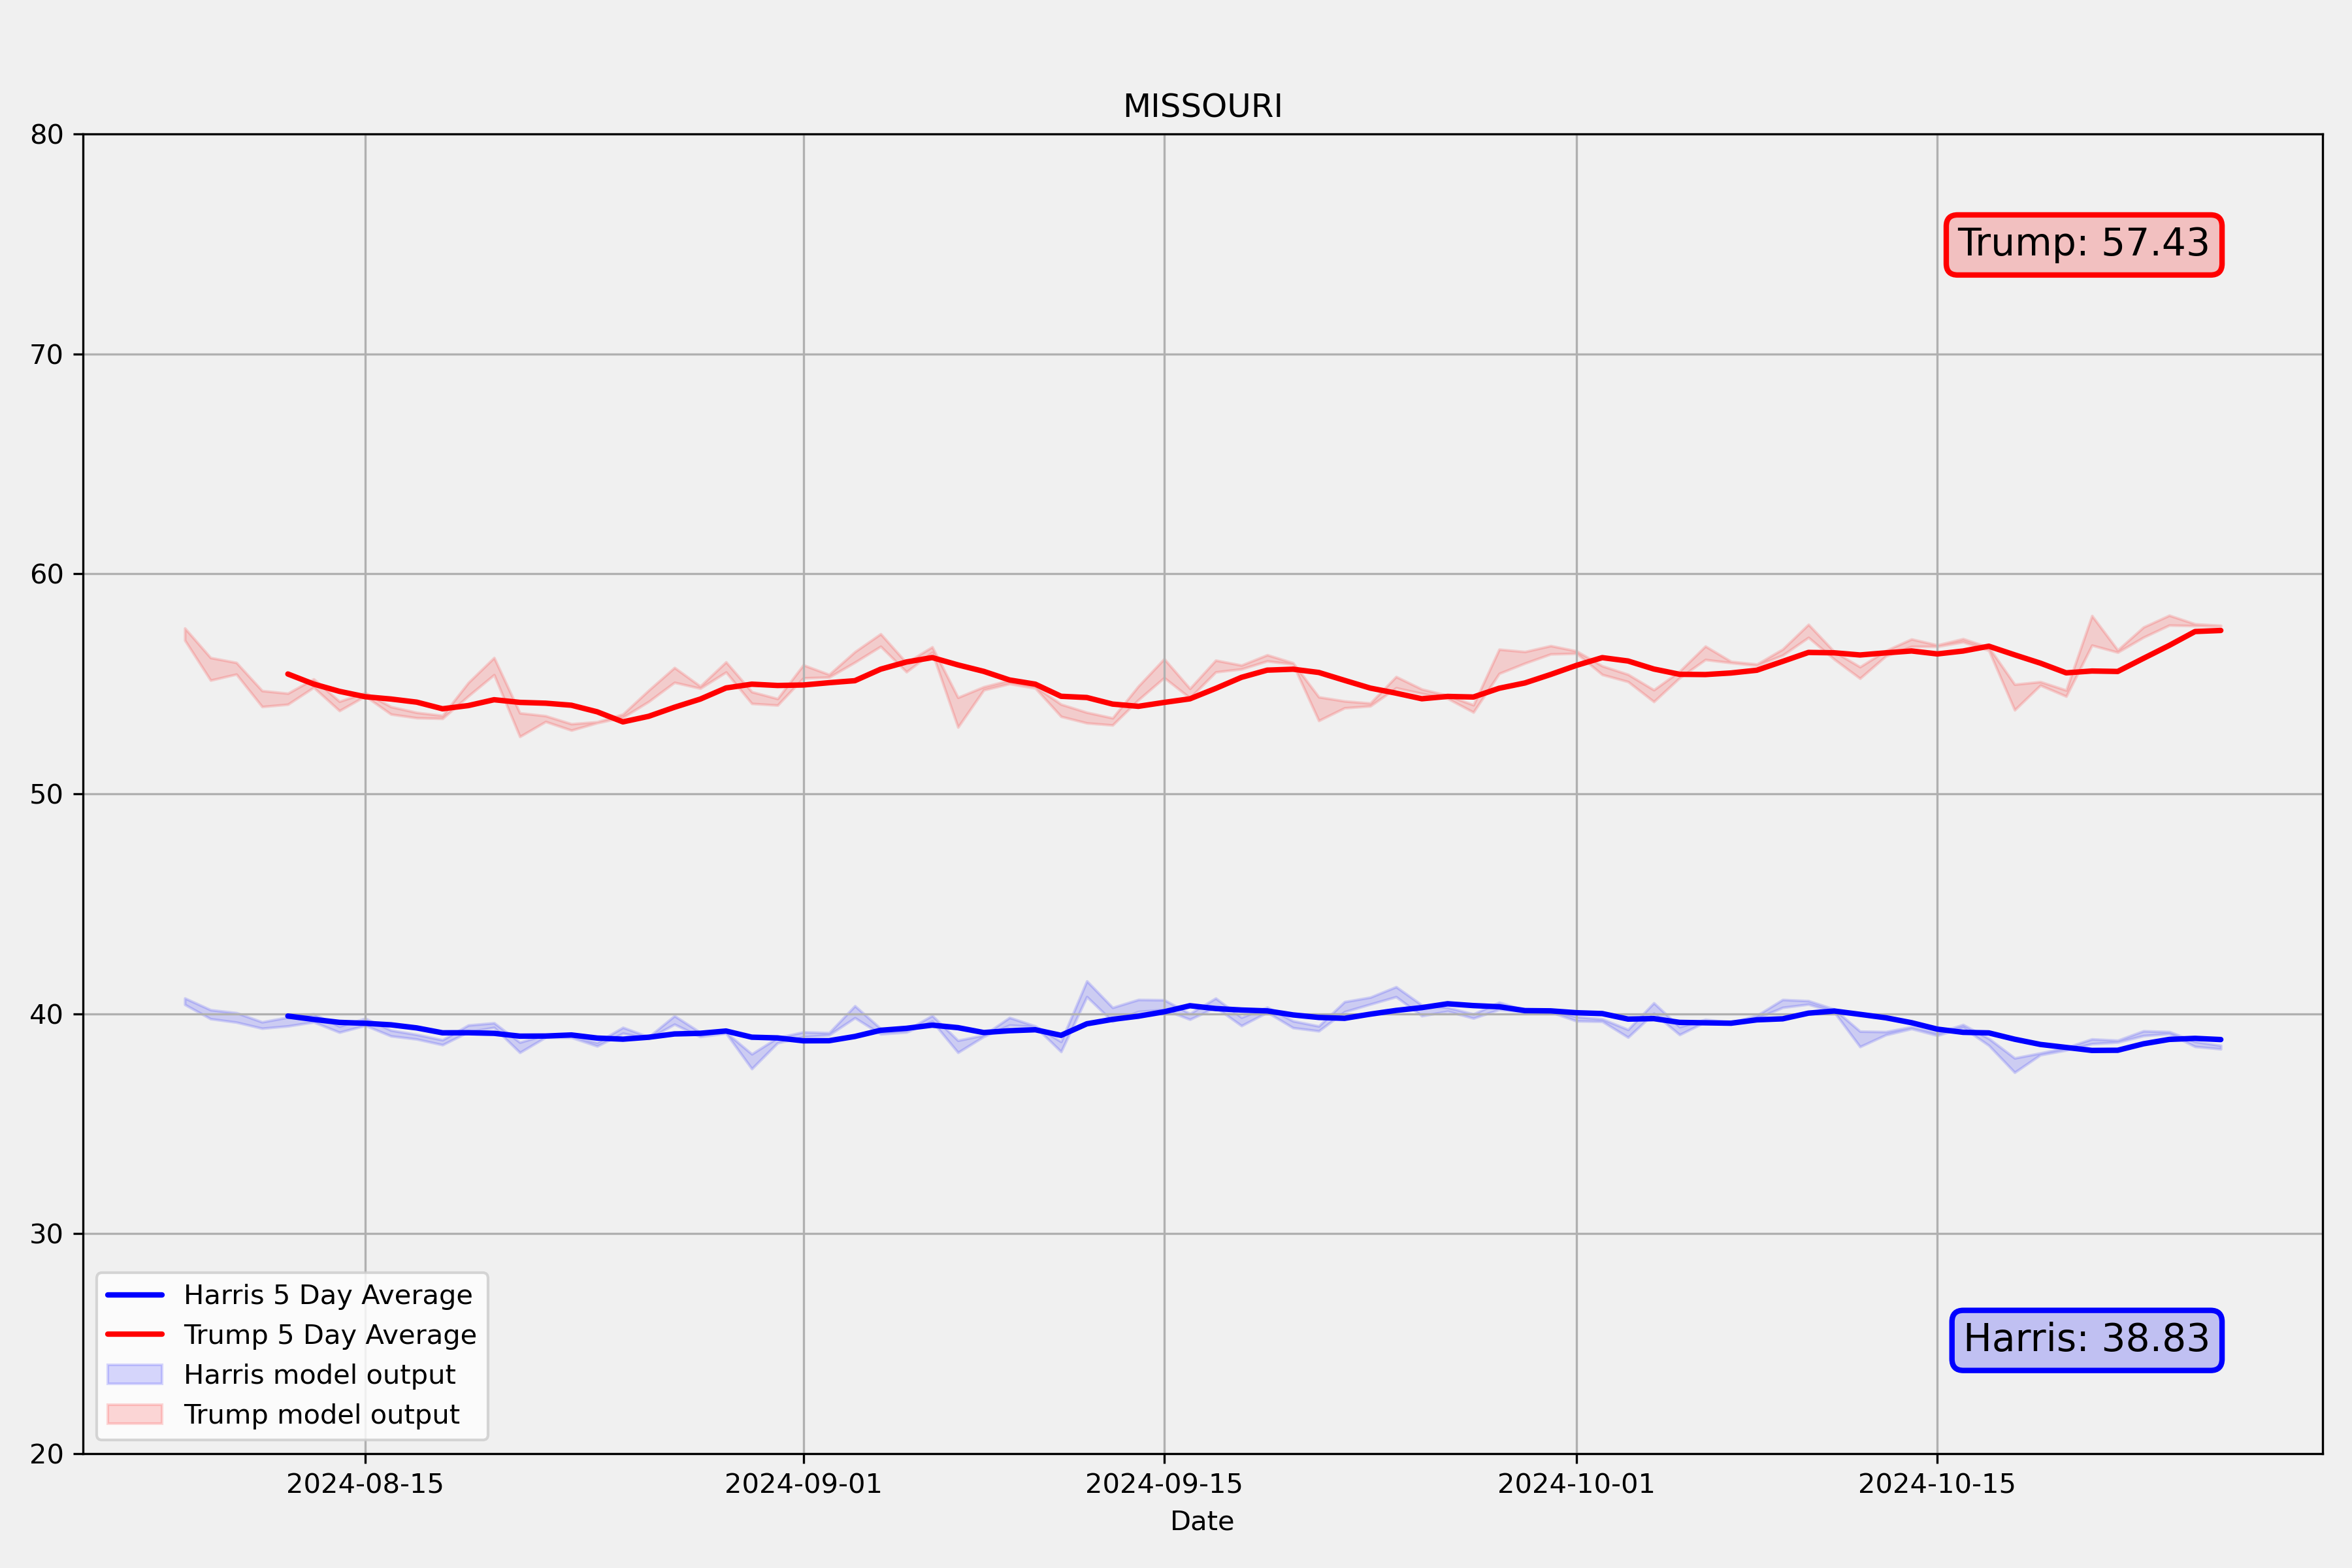 MISSOURI
80
70
60
50
40
30
20
Trump: 57.43
Harris: 38.83
Harris 5 Day Average
Trump 5 Day Average
Harris model output
Trump model output
2024-08-15
2024-09-01
2024-09-15
2024-10-01
2024-10-15
Date